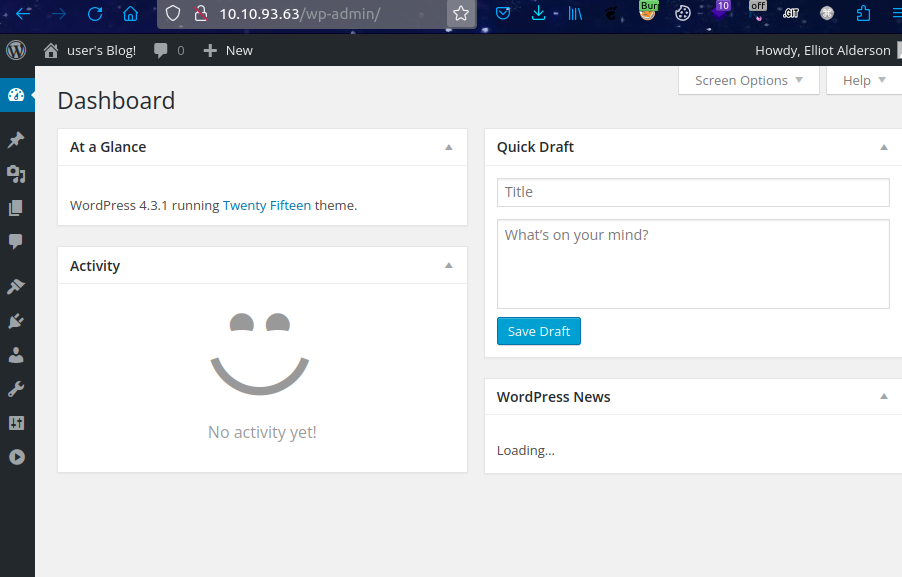 10.10.93.63/wp-admin/
Bur
10
off
.GIT
user's Blog! 0 New Howdy, Elliot Alderson
Screen Options Help
Dashboard
At a Glance
WordPress 4.3.1 running Twenty Fifteen theme.
Activity
No activity yet!
Quick Draft
Title
What's on your mind?
Save Draft
WordPress News
Loading...